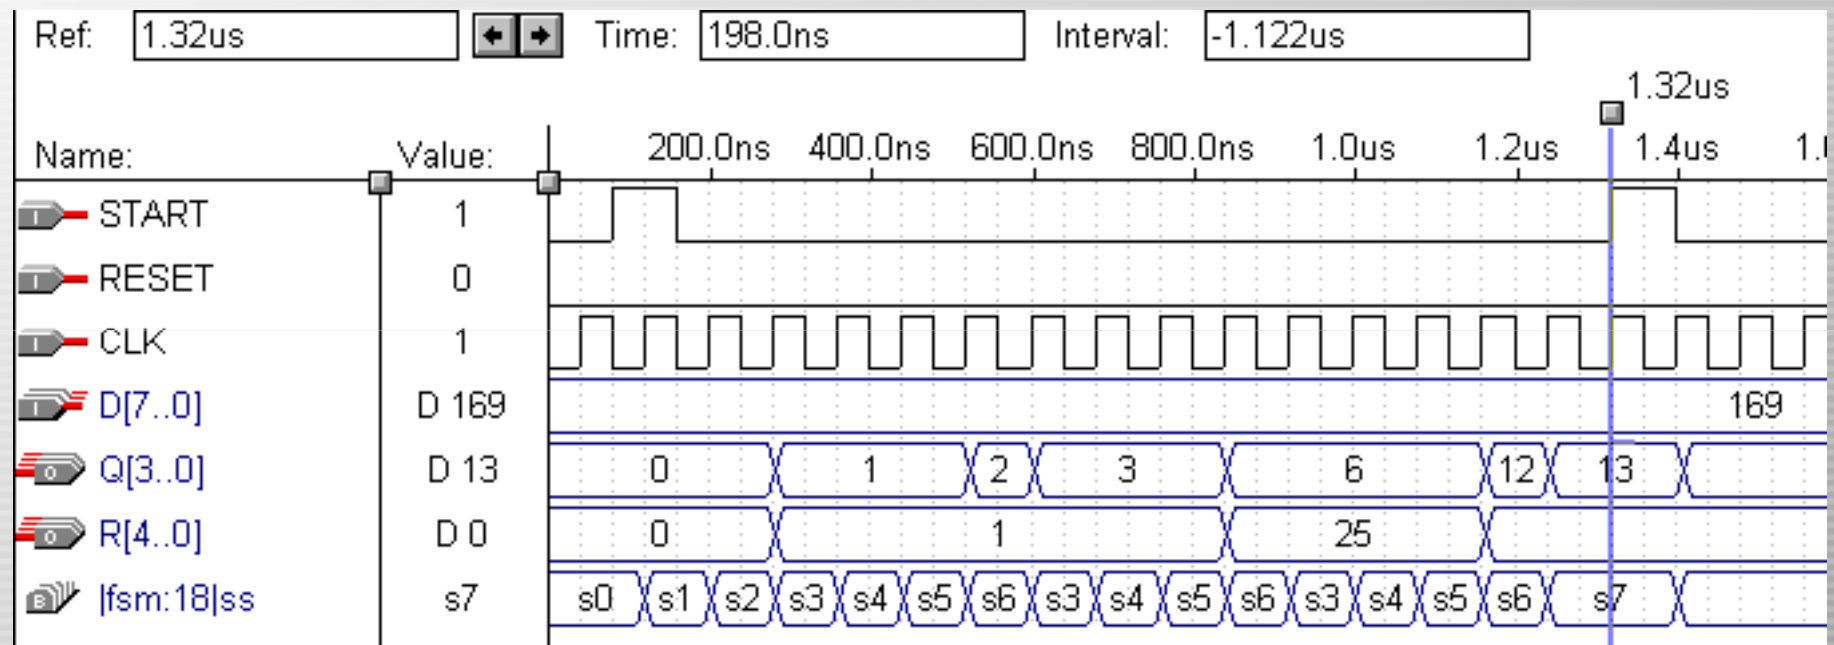 Ref: 1.32us Time: 198.0ns Interval: -1.122us
1.32us
Name: Value: 200.0ns 400.0ns 600.0ns 800.0ns 1.0us 1.2us 1.4us
START 1
RESET 0
CLK 1
D[7..0] D 169 169
Q[3..0] D 13 0 1 2 3 6 12 13
R[4..0] D 0 0 1 25
|fsm:18|ss s7 s0 s1 s2 s3 s4 s5 s6 s3 s4 s5 s6 s3 s4 s5 s6 s7